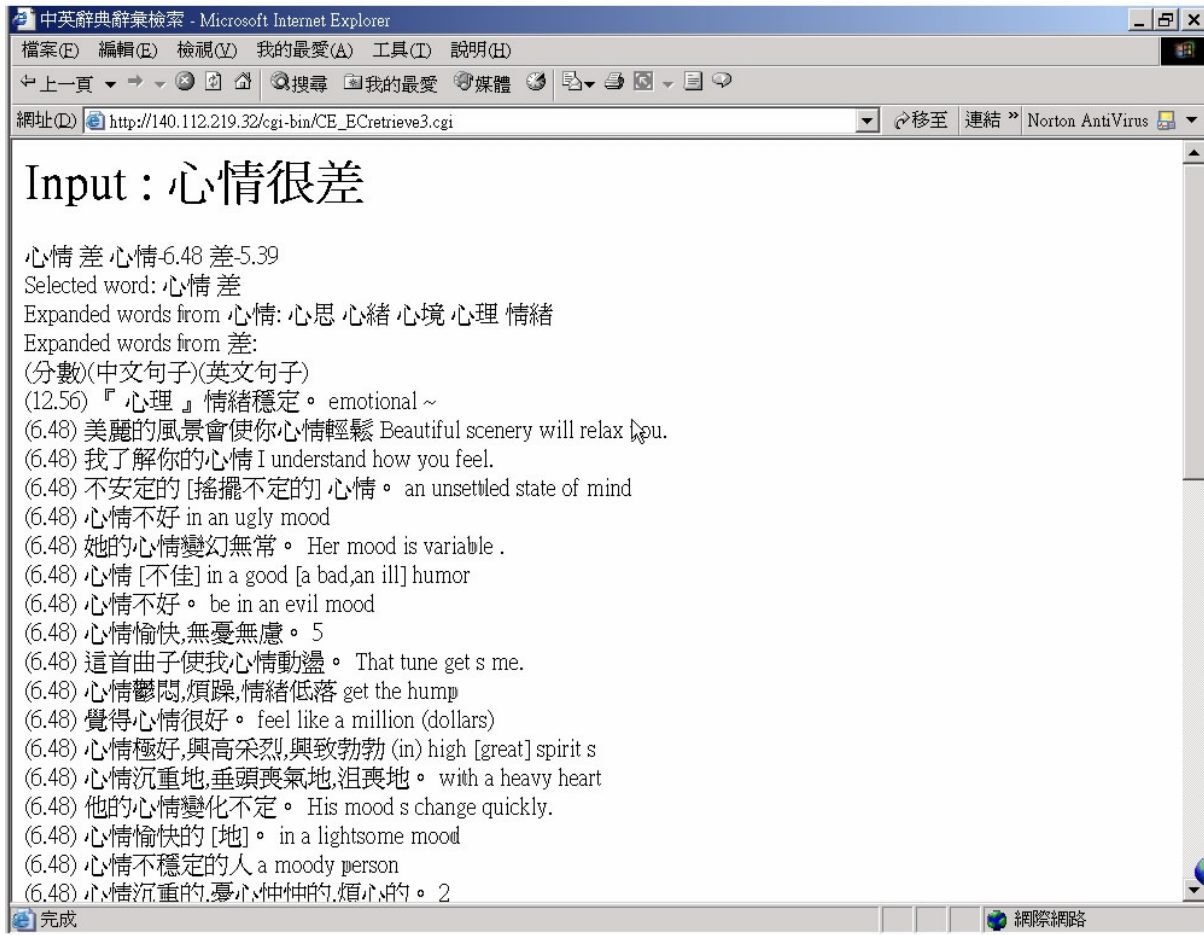 中英辭典辭彙檢索 - Microsoft Internet Explorer
檔案(F) 編輯(E) 檢視(V) 我的最愛(A) 工具(T) 說明(H)
上一頁 搜尋 我的最愛 媒體
網址(D) http://140.112.219.32/cgi-bin/CE_ECretrieve3.cgi 移至 連結 » Norton AntiVirus
Input : 心情很差
心情 差 心情-6.48 差-5.39
Selected word: 心情 差
Expanded words from 心情: 心思 心緒 心境 心理 情緒
Expanded words from 差:
(分數)(中文句子)(英文句子)
(12.56) 『 心理 』情緒穩定。 emotional ~
(6.48) 美麗的風景會使你心情輕鬆 Beautiful scenery will relax you.
(6.48) 我了解你的心情 I understand how you feel.
(6.48) 不安定的 [搖擺不定的] 心情。 an unsettled state of mind
(6.48) 心情不好 in an ugly mood
(6.48) 她的心情變幻無常。 Her mood is variable .
(6.48) 心情 [不佳] in a good [a bad,an ill] humor
(6.48) 心情不好。 be in an evil mood
(6.48) 心情愉快,無憂無慮。 5
(6.48) 這首曲子使我心情動盪。 That tune get s me.
(6.48) 心情鬱悶,煩躁,情緒低落 get the hump
(6.48) 覺得心情很好。 feel like a million (dollars)
(6.48) 心情極好,興高采烈,興致勃勃 (in) high [great] spirit s
(6.48) 心情沉重地,垂頭喪氣地,沮喪地。 with a heavy heart
(6.48) 他的心情變化不定。 His mood s change quickly.
(6.48) 心情愉快的 [地]。 in a lightsome mood
(6.48) 心情不穩定的人 a moody person
(6.48) 心情沉重的,憂心忡忡的,煩心的。 2
完成 網際網路